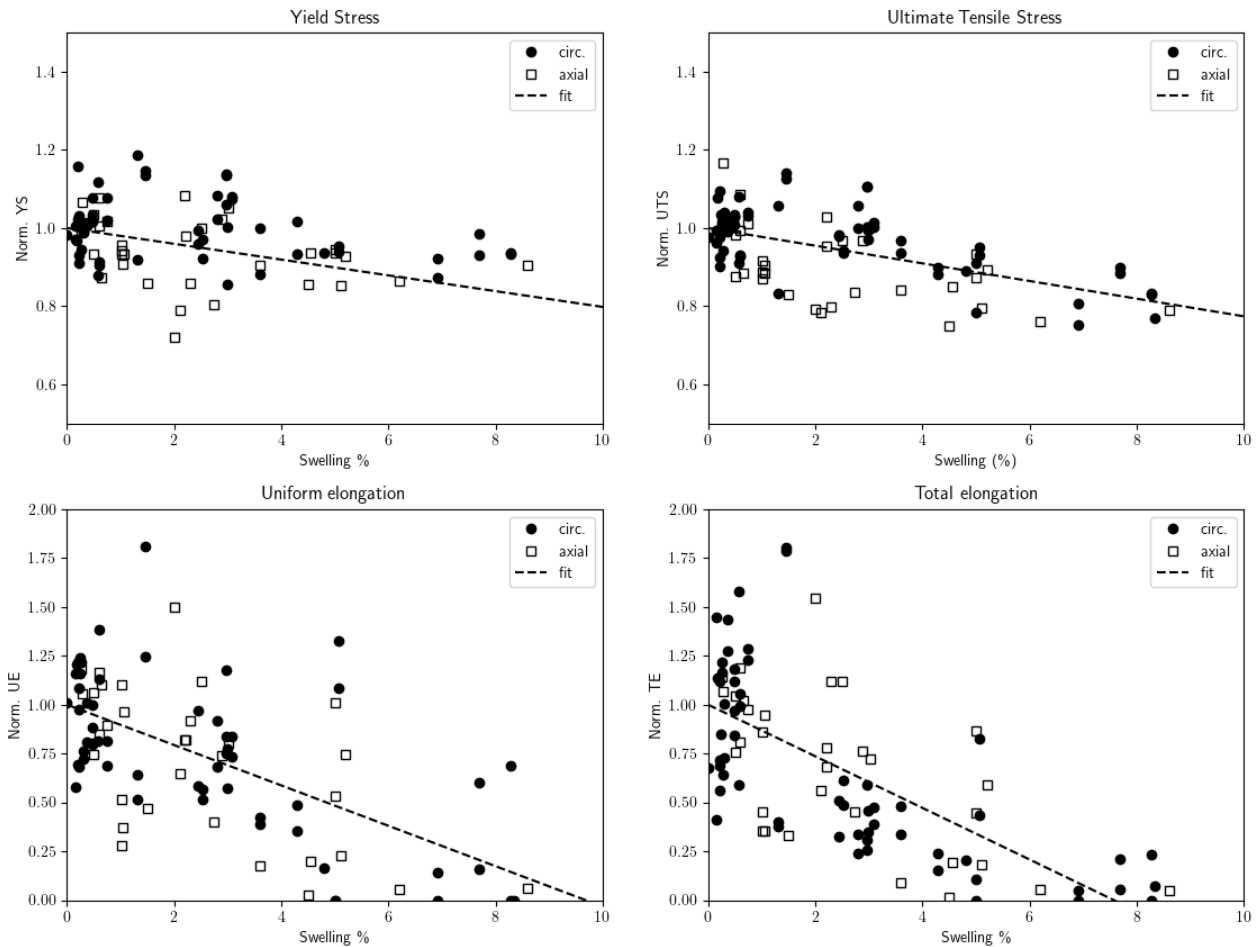 Yield Stress
Norm. YS
1.4
1.2
1.0
0.8
0.6
0 2 4 6 8 10
Swelling %
circ.
axial
fit
Ultimate Tensile Stress
Norm. UTS
1.4
1.2
1.0
0.8
0.6
0 2 4 6 8 10
Swelling (%)
circ.
axial
fit
Uniform elongation
Norm. UE
2.00
1.75
1.50
1.25
1.00
0.75
0.50
0.25
0.00
0 2 4 6 8 10
Swelling %
circ.
axial
fit
Total elongation
Norm. TE
2.00
1.75
1.50
1.25
1.00
0.75
0.50
0.25
0.00
0 2 4 6 8 10
Swelling %
circ.
axial
fit